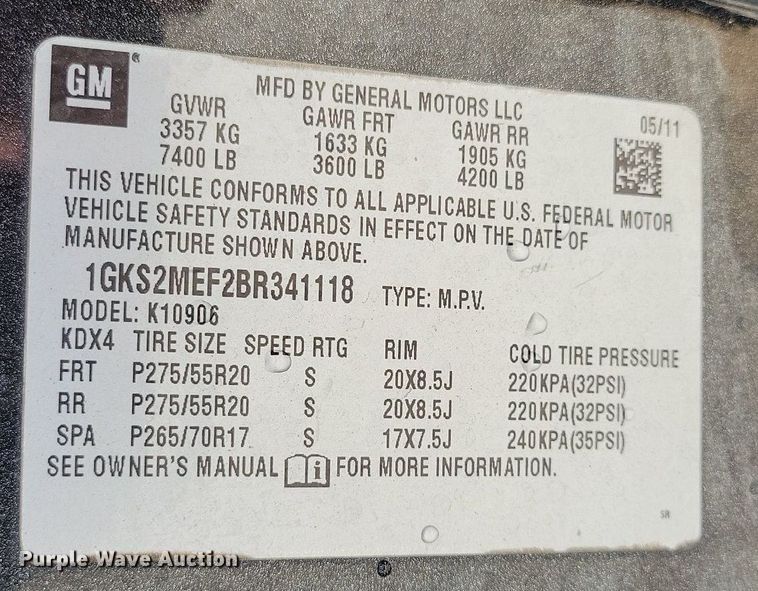 GM
MFD BY GENERAL MOTORS LLC
05/11
GVWR GAWR FRT GAWR RR
3357 KG 1633 KG 1905 KG
7400 LB 3600 LB 4200 LB
THIS VEHICLE CONFORMS TO ALL APPLICABLE U.S. FEDERAL MOTOR
VEHICLE SAFETY STANDARDS IN EFFECT ON THE DATE OF
MANUFACTURE SHOWN ABOVE.
1GKS2MEF2BR341118 TYPE: M.P.V.
MODEL: K10906
KDX4 TIRE SIZE SPEED RTG RIM COLD TIRE PRESSURE
FRT P275/55R20 S 20X8.5J 220KPA(32PSI)
RR P275/55R20 S 20X8.5J 220KPA(32PSI)
SPA P265/70R17 S 17X7.5J 240KPA(35PSI)
SEE OWNER'S MANUAL i FOR MORE INFORMATION.
SR
Purple Wave Auction